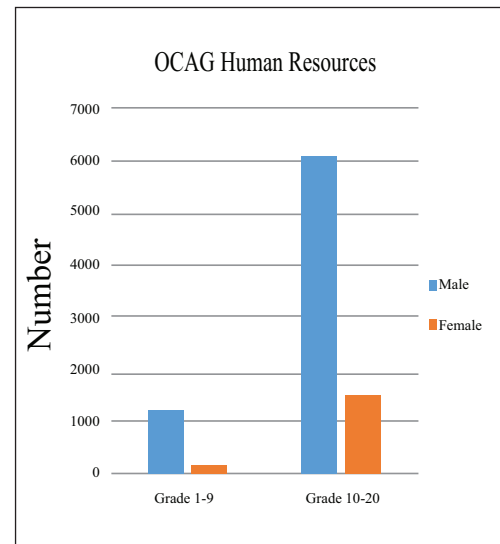 OCAG Human Resources
Number
7000
6000
5000
4000
3000
2000
1000
0
Male
Female
Grade 1-9
Grade 10-20